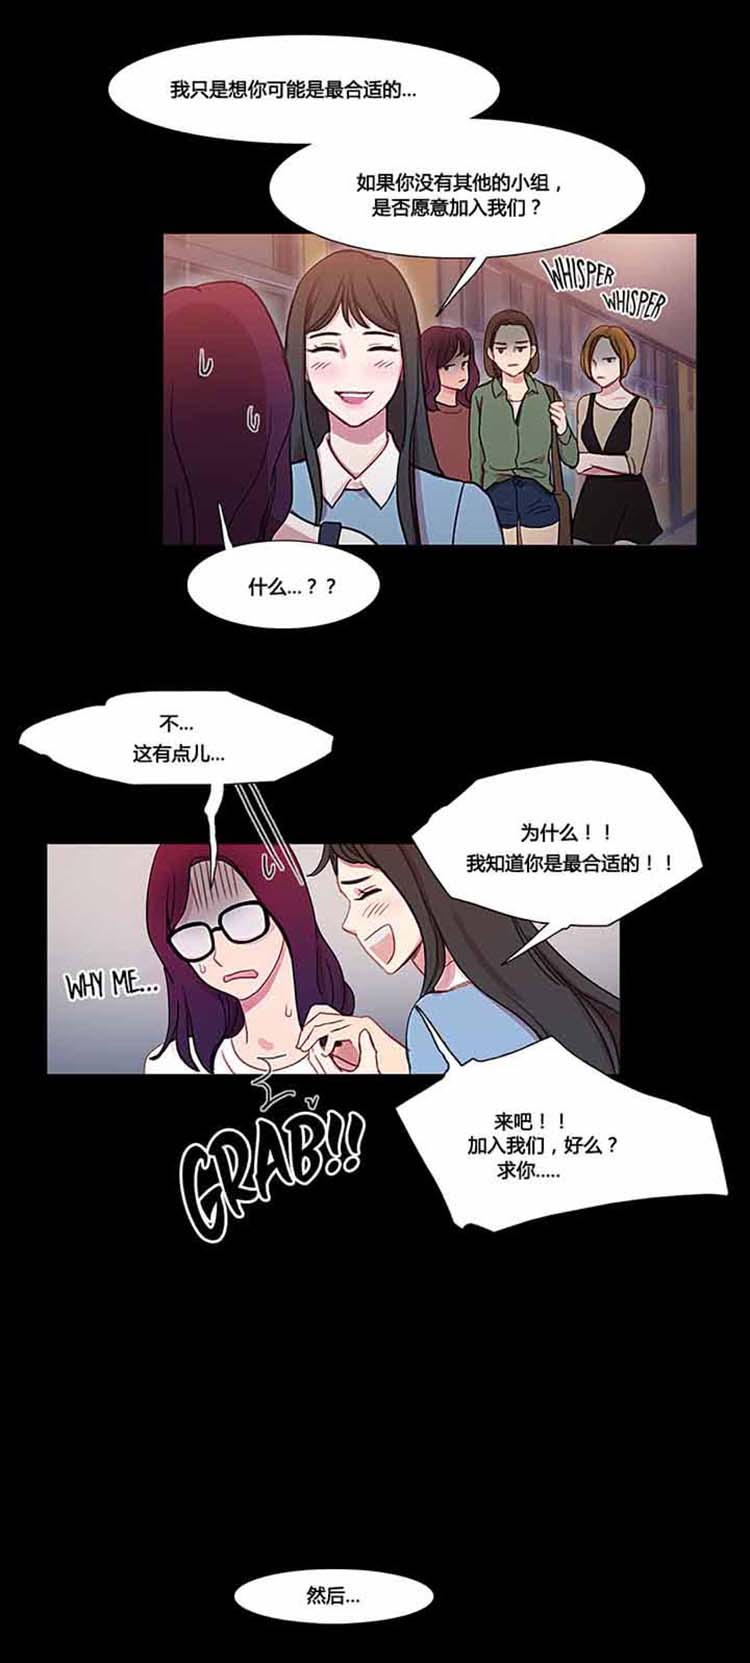 我只是想你可能是最合适的...
如果你没有其他的小组，
是否愿意加入我们？
WHISPER
WHISPER
什么...？？
不...
这有点儿...
为什么！！
我知道你是最合适的！！
WHY ME...
GRAB!!
来吧！！
加入我们，好么？
求你.....
然后...